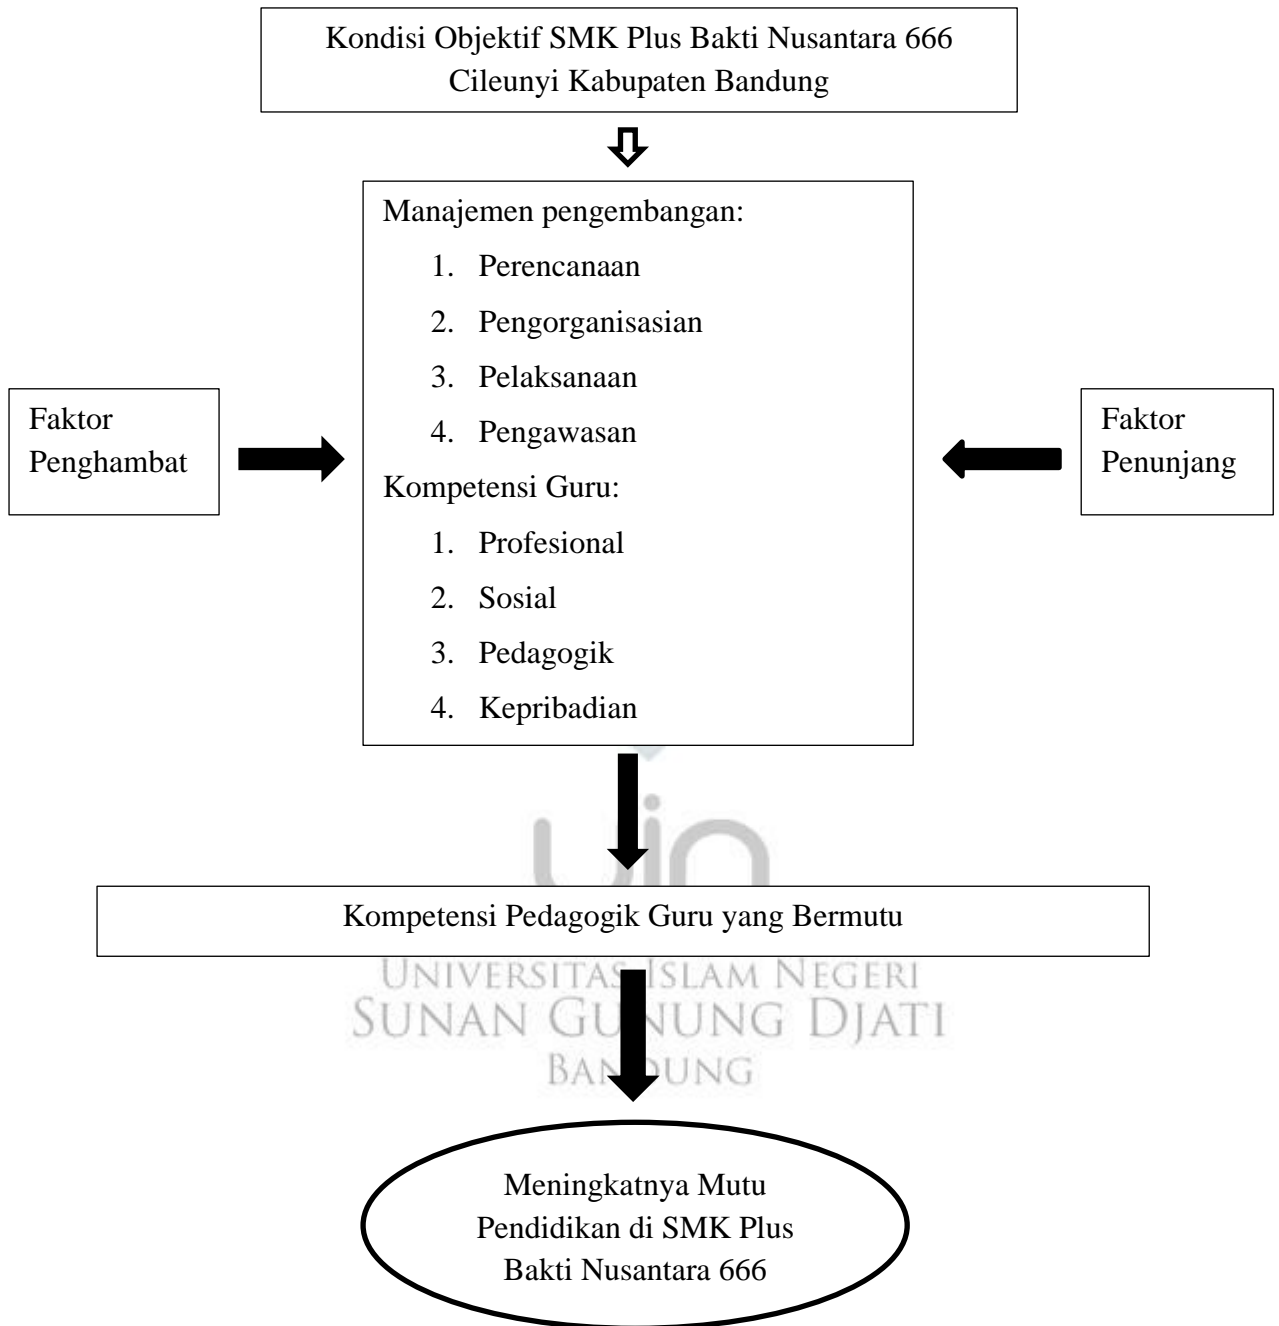 Kondisi Objektif SMK Plus Bakti Nusantara 666
Cileunyi Kabupaten Bandung
Manajemen pengembangan:
1. Perencanaan
2. Pengorganisasian
3. Pelaksanaan
4. Pengawasan
Kompetensi Guru:
1. Profesional
2. Sosial
3. Pedagogik
4. Kepribadian
Faktor
Penghambat
Faktor
Penunjang
uin
Kompetensi Pedagogik Guru yang Bermutu
UNIVERSITAS ISLAM NEGERI
SUNAN GUNUNG DJATI
BANDUNG
Meningkatnya Mutu
Pendidikan di SMK Plus
Bakti Nusantara 666